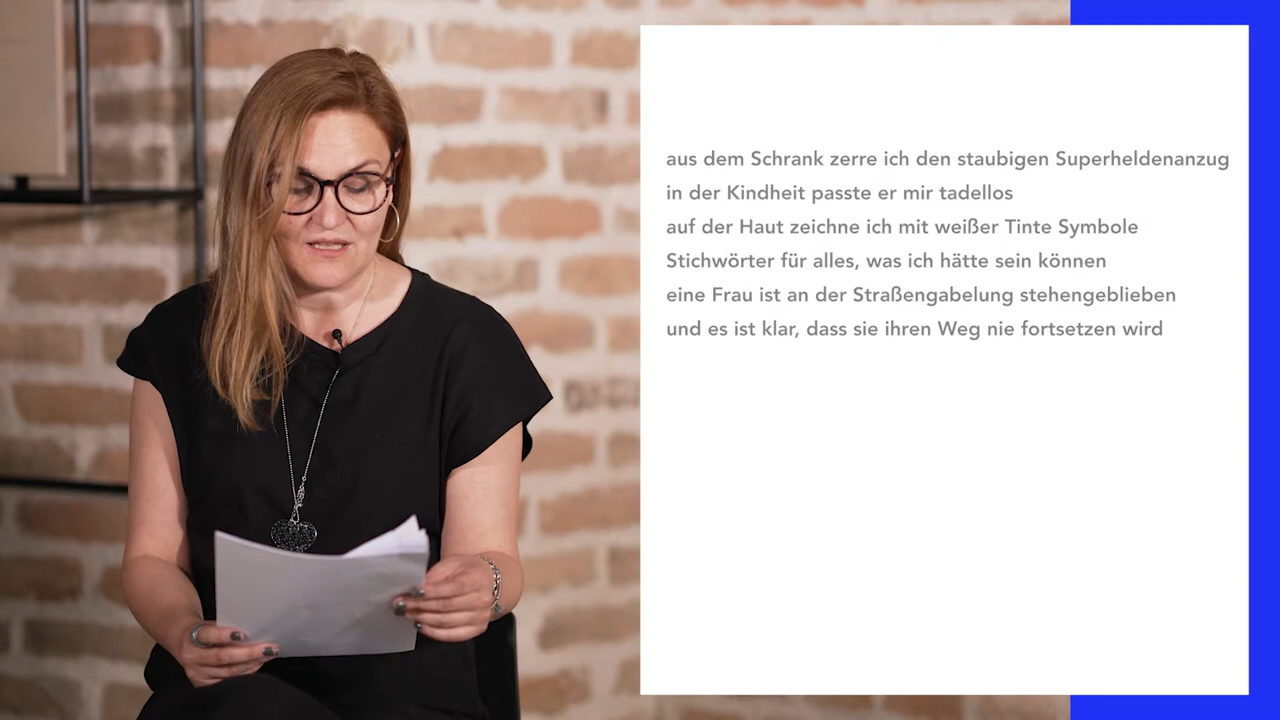 aus dem Schrank zerre ich den staubigen Superheldenanzug
in der Kindheit passte er mir tadellos
auf der Haut zeichne ich mit weißer Tinte Symbole
Stichwörter für alles, was ich hätte sein können
eine Frau ist an der Straßengabelung stehengeblieben
und es ist klar, dass sie ihren Weg nie fortsetzen wird